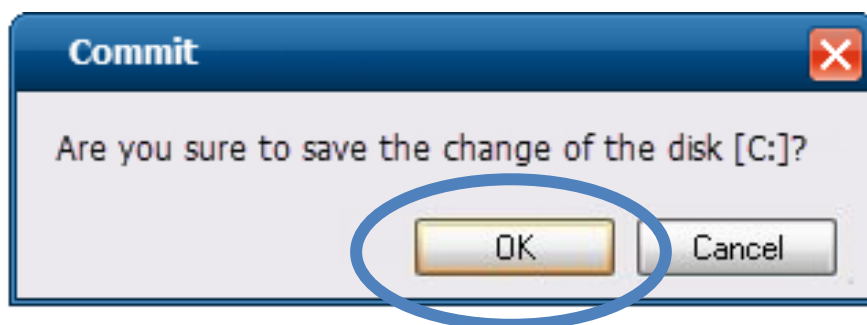 Commit
Are you sure to save the change of the disk [C:]?
OK Cancel